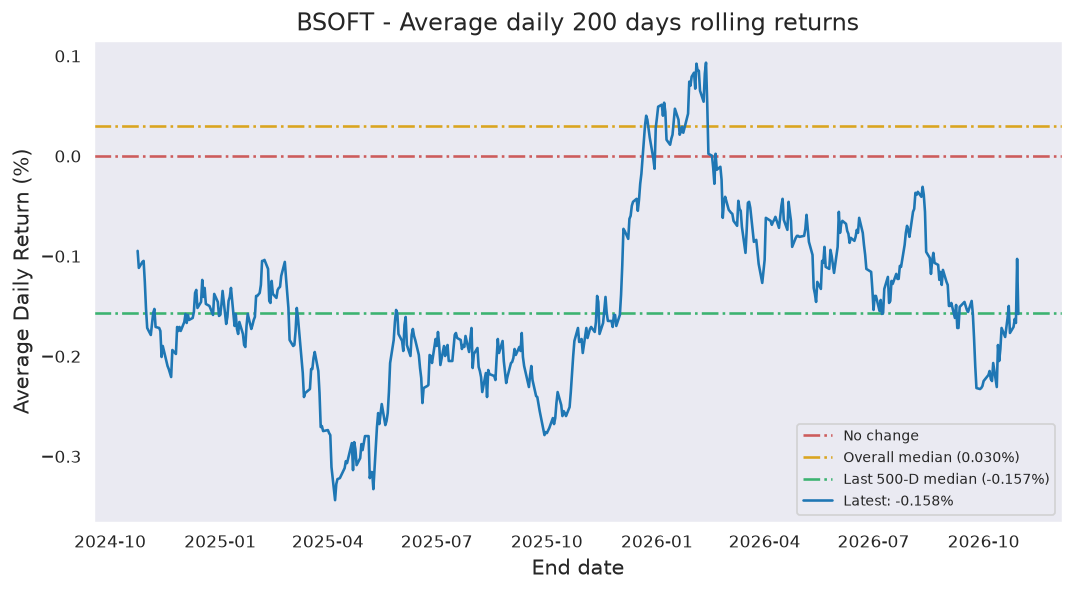 BSOFT - Average daily 200 days rolling returns
Average Daily Return (%)
0.1
0.0
−0.1
−0.2
−0.3
No change
Overall median (0.030%)
Last 500-D median (-0.157%)
Latest: -0.158%
2024-10 2025-01 2025-04 2025-07 2025-10 2026-01 2026-04 2026-07 2026-10
End date